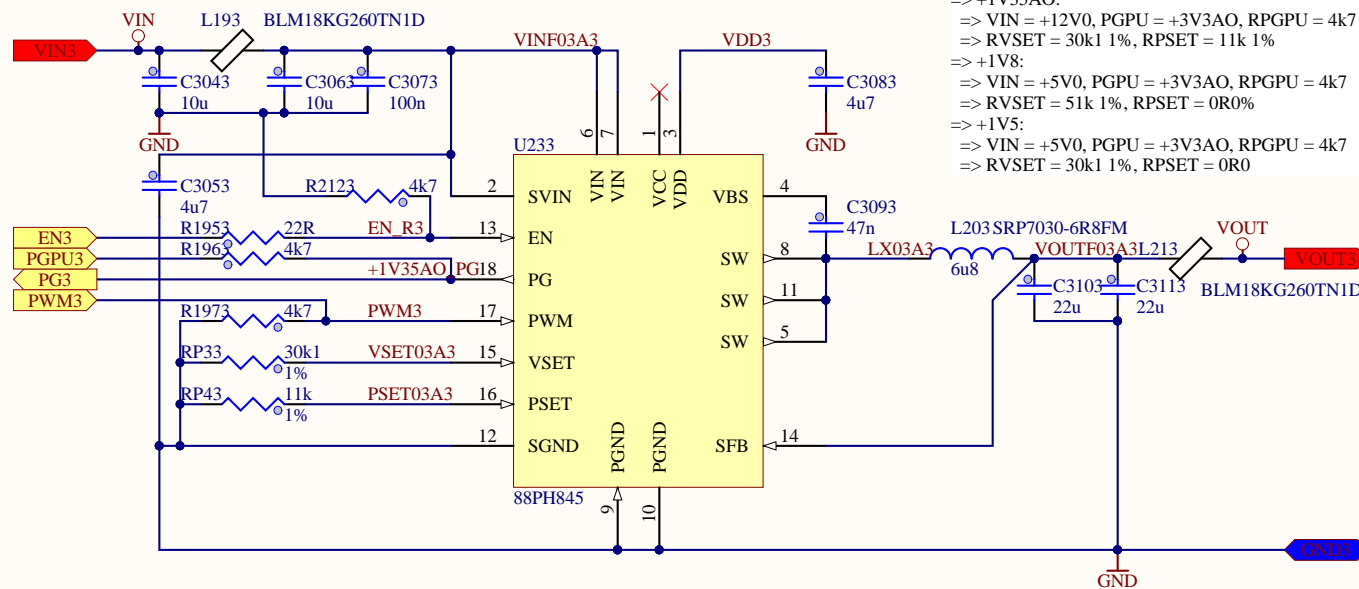 => +1V35AO:
=> VIN = +12V0, PGPU = +3V3AO, RPGPU = 4k7
=> RVSET = 30k1 1%, RPSET = 11k 1%
=> +1V8:
=> VIN = +5V0, PGPU = +3V3AO, RPGPU = 4k7
=> RVSET = 51k 1%, RPSET = 0R0%
=> +1V5:
=> VIN = +5V0, PGPU = +3V3AO, RPGPU = 4k7
=> RVSET = 30k1 1%, RPSET = 0R0
VIN
L193
BLM18KG260TN1D
VIN3
VINF03A3
VDD3
C3043
10u
C3063
10u
C3073
100n
C3083
4u7
GND
GND
U233
6
7
1
3
VIN
VIN
VCC
VDD
C3053
4u7
R2123
4k7
2
SVIN
VBS
4
C3093
47n
EN3
R1953
22R
EN_R3
13
EN
PGPU3
R1963
4k7
PG3
+1V35AO_PG
18
PG
PWM3
R1973
4k7
PWM3
17
PWM
RP33
30k1
1%
VSET03A3
15
VSET
RP43
11k
1%
PSET03A3
16
PSET
12
SGND
SW
8
SW
11
SW
5
SFB
14
LX03A3
L203
SRP7030-6R8FM
6u8
VOUTF03A3
L213
VOUT
VOUT3
BLM18KG260TN1D
C3103
22u
C3113
22u
PGND
PGND
88PH845
9
10
GND3
GND